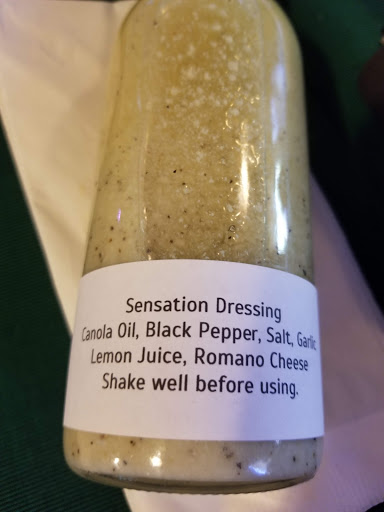 Sensation Dressing
Canola Oil, Black Pepper, Salt, Garlic
Lemon Juice, Romano Cheese
Shake well before using.